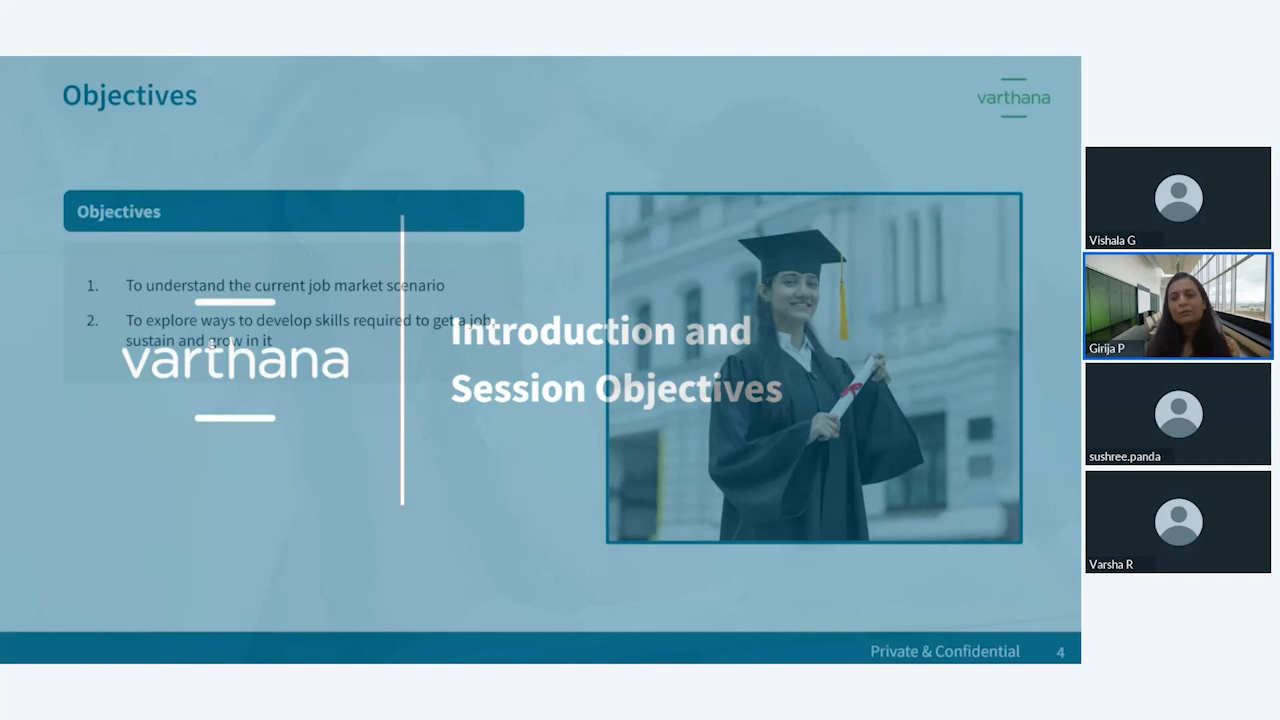 Objectives
varthana
Objectives
1. To understand the current job market scenario
2. To explore ways to develop skills required to get a job,
sustain and grow in it
varthana
Introduction and
Session Objectives
Private & Confidential 4
Vishala G
Girija P
sushree.panda
Varsha R